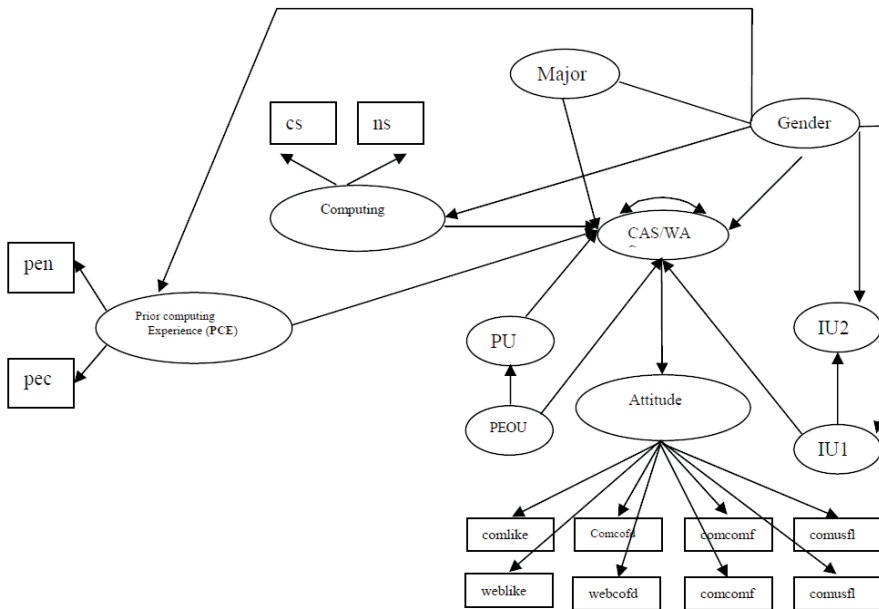 Major
cs
ns
Gender
Computing
CAS/WA
pen
Prior computing
Experience (PCE)
PU
IU2
pec
Attitude
PEOU
IU1
comlike
Comcofd
comcomf
comusfl
weblike
webcofd
comcomf
comusfl